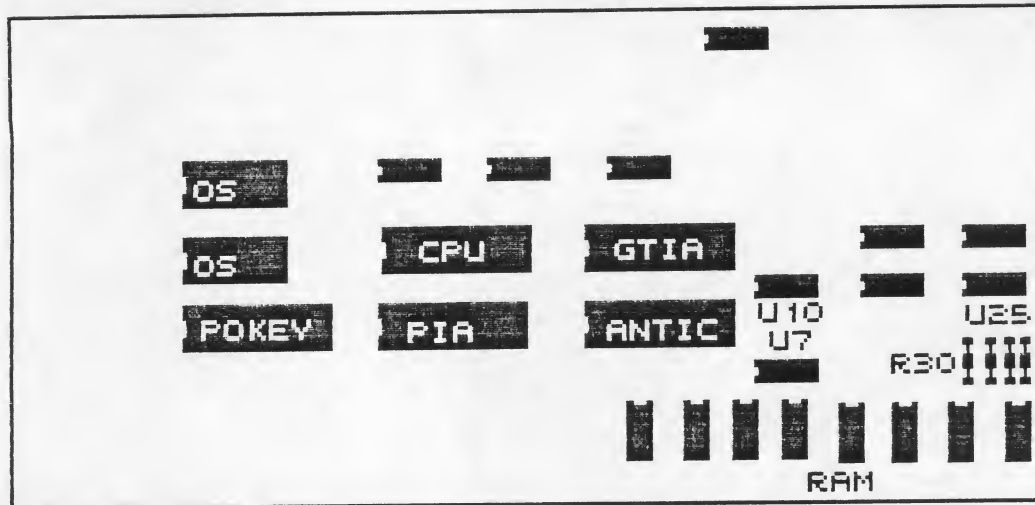 OS
OS
CPU
GTIA
POKEY
PIA
ANTIC
U10
U7
U25
R30
RAM